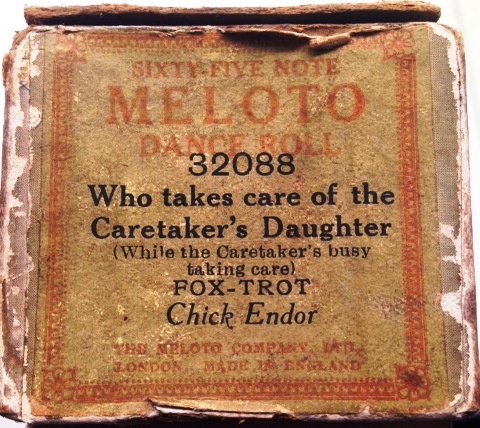 SIXTY-FIVE NOTE
MELOTO
DANCE ROLL
32088
Who takes care of the
Caretaker's Daughter
(While the Caretaker's busy
taking care)
FOX-TROT
Chick Endor
THE MELOTO COMPANY, LTD.,
LONDON. MADE IN ENGLAND